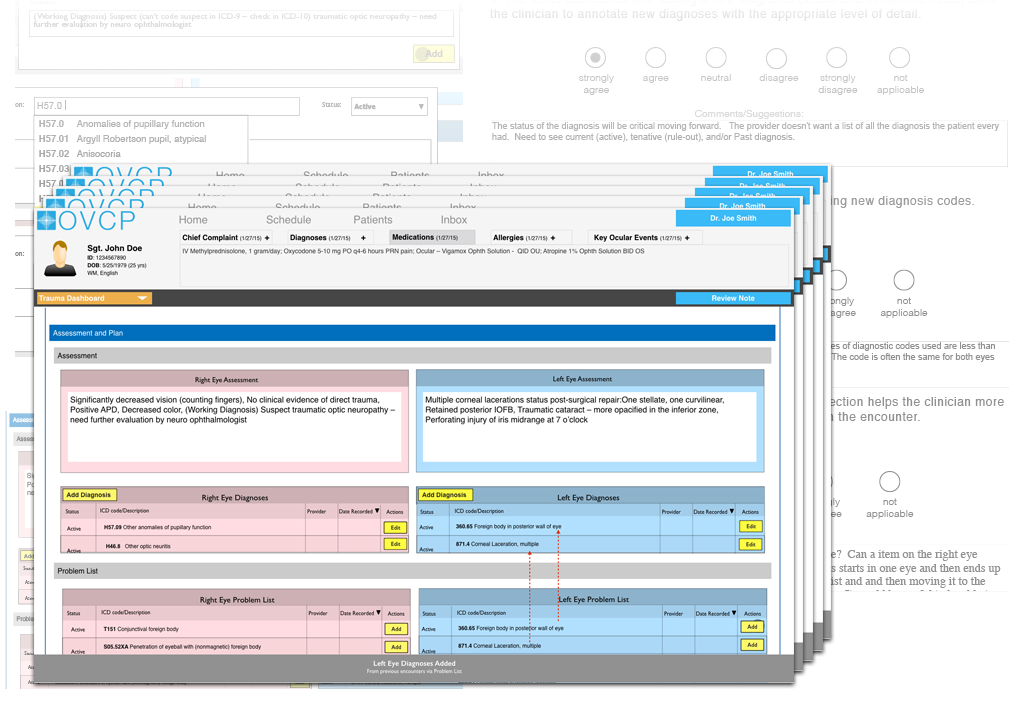 (Working Diagnosis) Suspect (can't code suspect in ICD-9 – check in ICD-10) traumatic optic neuropathy – need
further evaluation by neuro ophthalmologist
Add
the clinician to annotate new diagnoses with the appropriate level of detail.
strongly agree
agree
neutral
disagree
strongly disagree
not applicable
Comments/Suggestions:
The status of the diagnosis will be critical moving forward. The provider doesn't want a list of all the diagnosis the patient every
had. Need to see current (active), tenative (rule-out), and/or Past diagnosis.
on: H57.0 Status: Active
H57.0 Anomalies of pupillary function
H57.01 Argyll Robertson pupil, atypical
H57.02 Anisocoria
H57.03
OVCP Home Schedule Patients Inbox Dr. Joe Smith
ng new diagnosis codes.
OVCP
Home Schedule Patients Inbox Dr. Joe Smith
Chief Complaint (1/27/15) + Diagnoses (1/27/15) + Medications (1/27/15) Allergies (1/27/15) + Key Ocular Events (1/27/15) +
Sgt. John Doe
ID: 1234567890
DOB: 5/25/1979 (25 yrs)
WM, English
IV Methylprednisolone, 1 gram/day; Oxycodone 5-10 mg PO q4-6 hours PRN pain; Ocular – Vigamox Ophth Solution - QID OU; Atropine 1% Ophth Solution BID OS
on:
ongly agree
not applicable
Trauma Dashboard Review Note
Assessment and Plan
Assessment
es of diagnostic codes used are less than
The code is often the same for both eyes
Right Eye Assessment
Significantly decreased vision (counting fingers), No clinical evidence of direct trauma,
Positive APD, Decreased color, (Working Diagnosis) Suspect traumatic optic neuropathy –
need further evaluation by neuro ophthalmologist
Left Eye Assessment
Multiple corneal lacerations status post-surgical repair:One stellate, one curvilinear,
Retained posterior IOFB, Traumatic cataract – more opacified in the inferior zone,
Perforating injury of iris midrange at 7 o'clock
ection helps the clinician more
the encounter.
not applicable
Add Diagnosis Right Eye Diagnoses
Status ICD code/Description Provider Date Recorded ▼ Actions
Active H57.09 Other anomalies of pupillary function Edit
Active H46.8 Other optic neuritis Edit
Add Diagnosis Left Eye Diagnoses
Status ICD code/Description Provider Date Recorded ▼ Actions
Active 360.65 Foreign body in posterior wall of eye Edit
Active 871.4 Corneal Laceration, multiple Edit
e? Can a item on the right eye
s starts in one eye and then ends up
ist and and then moving it to the
Problem List
Right Eye Problem List
Status ICD code/Description Provider Date Recorded ▼ Actions
Active T151 Conjunctival foreign body Add
Active S05.52XA Penetration of eyeball with (nonmagnetic) foreign body Add
Left Eye Problem List
Status ICD code/Description Provider Date Recorded ▼ Actions
Active 360.65 Foreign body in posterior wall of eye Add
Active 871.4 Corneal Laceration, multiple Add
Left Eye Diagnoses Added
From previous encounters via Problem List